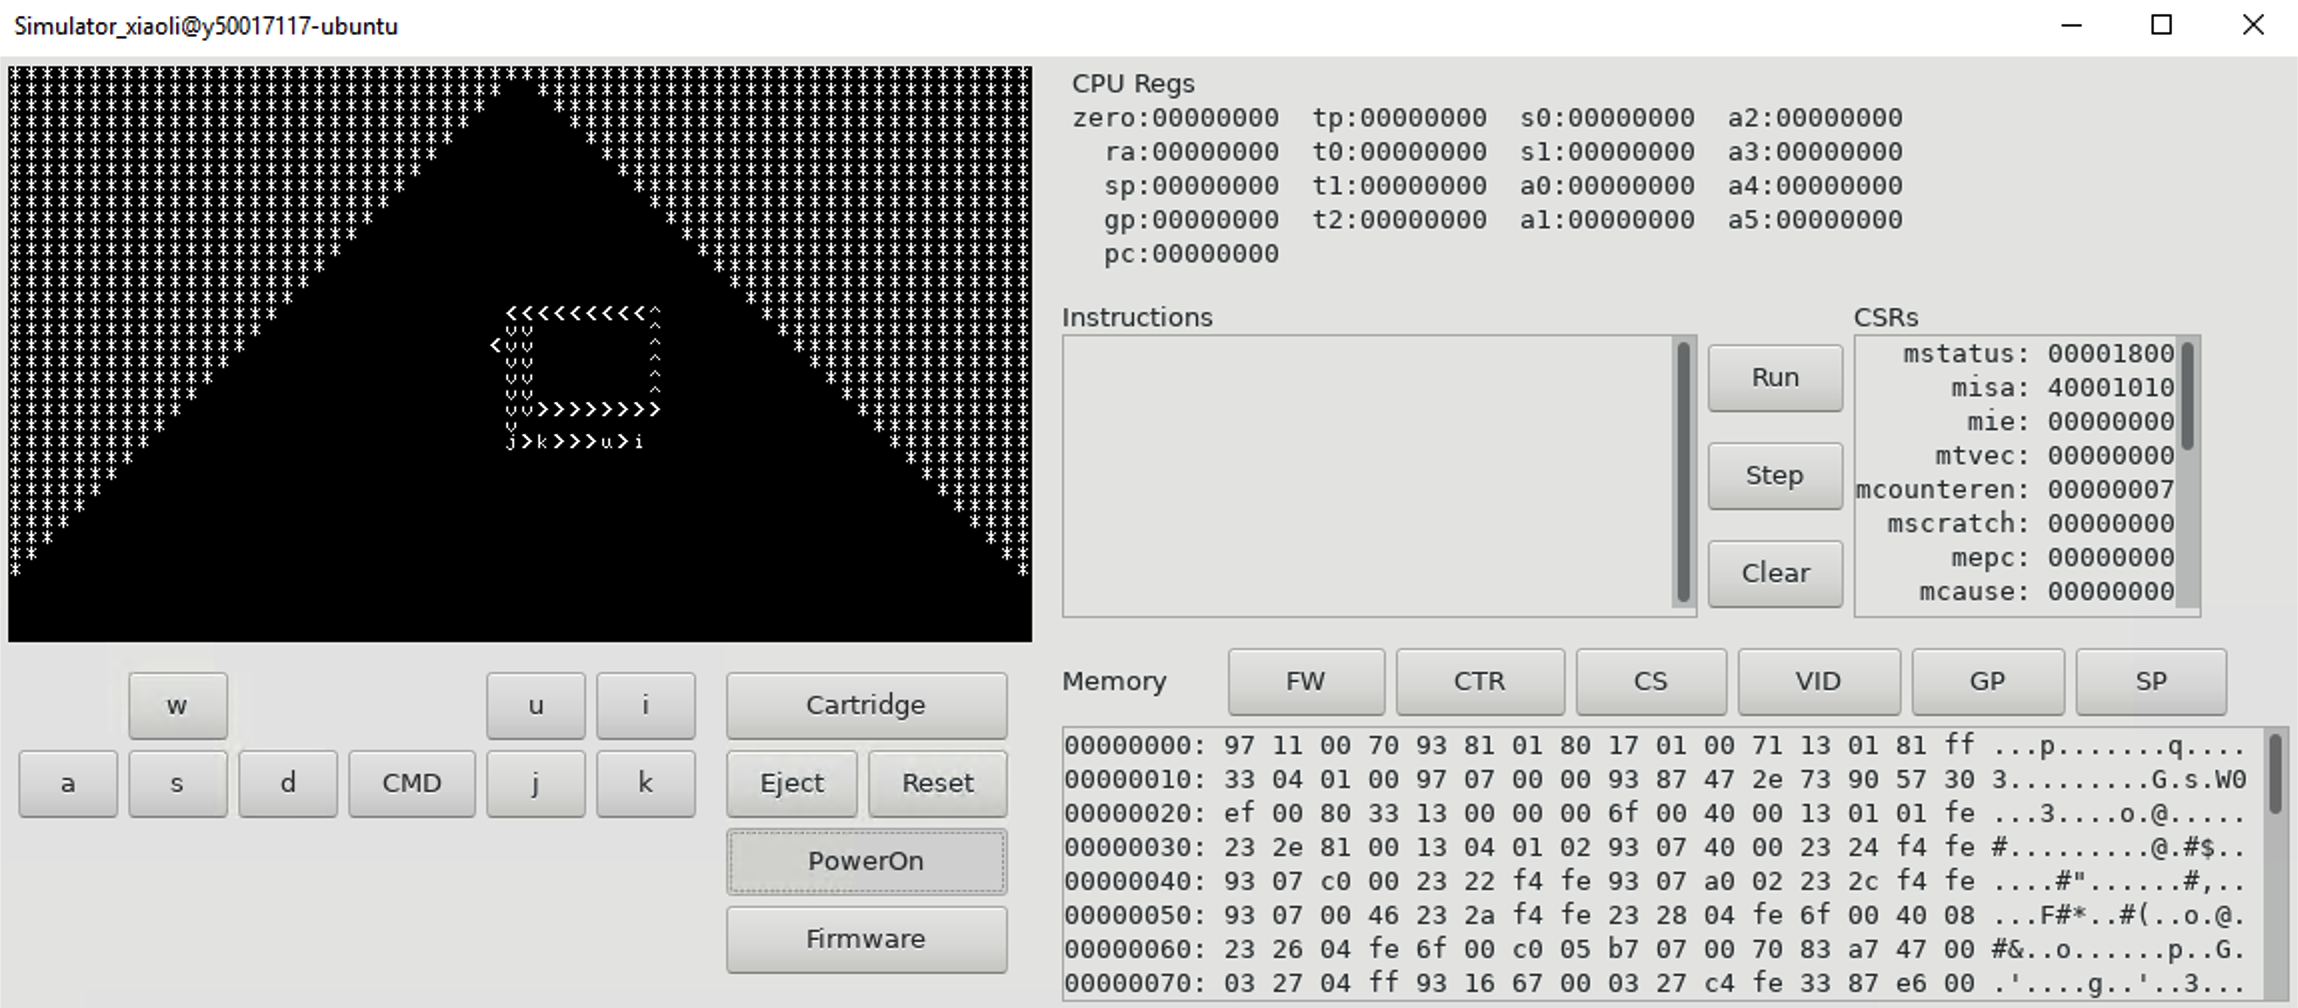 Simulator_xiaoli@y50017117-ubuntu
<<<<<<<<<^
vv ^
<vv ^
vv ^
vv ^
vv>>>>>>>>
v
j>k>>>u>i
w
u
i
a
s
d
CMD
j
k
Cartridge
Eject
Reset
PowerOn
Firmware
CPU Regs
zero:00000000 tp:00000000 s0:00000000 a2:00000000
ra:00000000 t0:00000000 s1:00000000 a3:00000000
sp:00000000 t1:00000000 a0:00000000 a4:00000000
gp:00000000 t2:00000000 a1:00000000 a5:00000000
pc:00000000
Instructions
Run
Step
Clear
CSRs
mstatus: 00001800
misa: 40001010
mie: 00000000
mtvec: 00000000
mcounteren: 00000007
mscratch: 00000000
mepc: 00000000
mcause: 00000000
Memory
FW
CTR
CS
VID
GP
SP
00000000: 97 11 00 70 93 81 01 80 17 01 00 71 13 01 81 ff ...p.......q....
00000010: 33 04 01 00 97 07 00 00 93 87 47 2e 73 90 57 30 3.........G.s.W0
00000020: ef 00 80 33 13 00 00 00 6f 00 40 00 13 01 01 fe ...3....o.@.....
00000030: 23 2e 81 00 13 04 01 02 93 07 40 00 23 24 f4 fe #.........@.#$..
00000040: 93 07 c0 00 23 22 f4 fe 93 07 a0 02 23 2c f4 fe ....#"......#,..
00000050: 93 07 00 46 23 2a f4 fe 23 28 04 fe 6f 00 40 08 ...F#*..#(..o.@.
00000060: 23 26 04 fe 6f 00 c0 05 b7 07 00 70 83 a7 47 00 #&..o......p..G.
00000070: 03 27 04 ff 93 16 67 00 03 27 c4 fe 33 87 e6 00 .'....g..'..3...